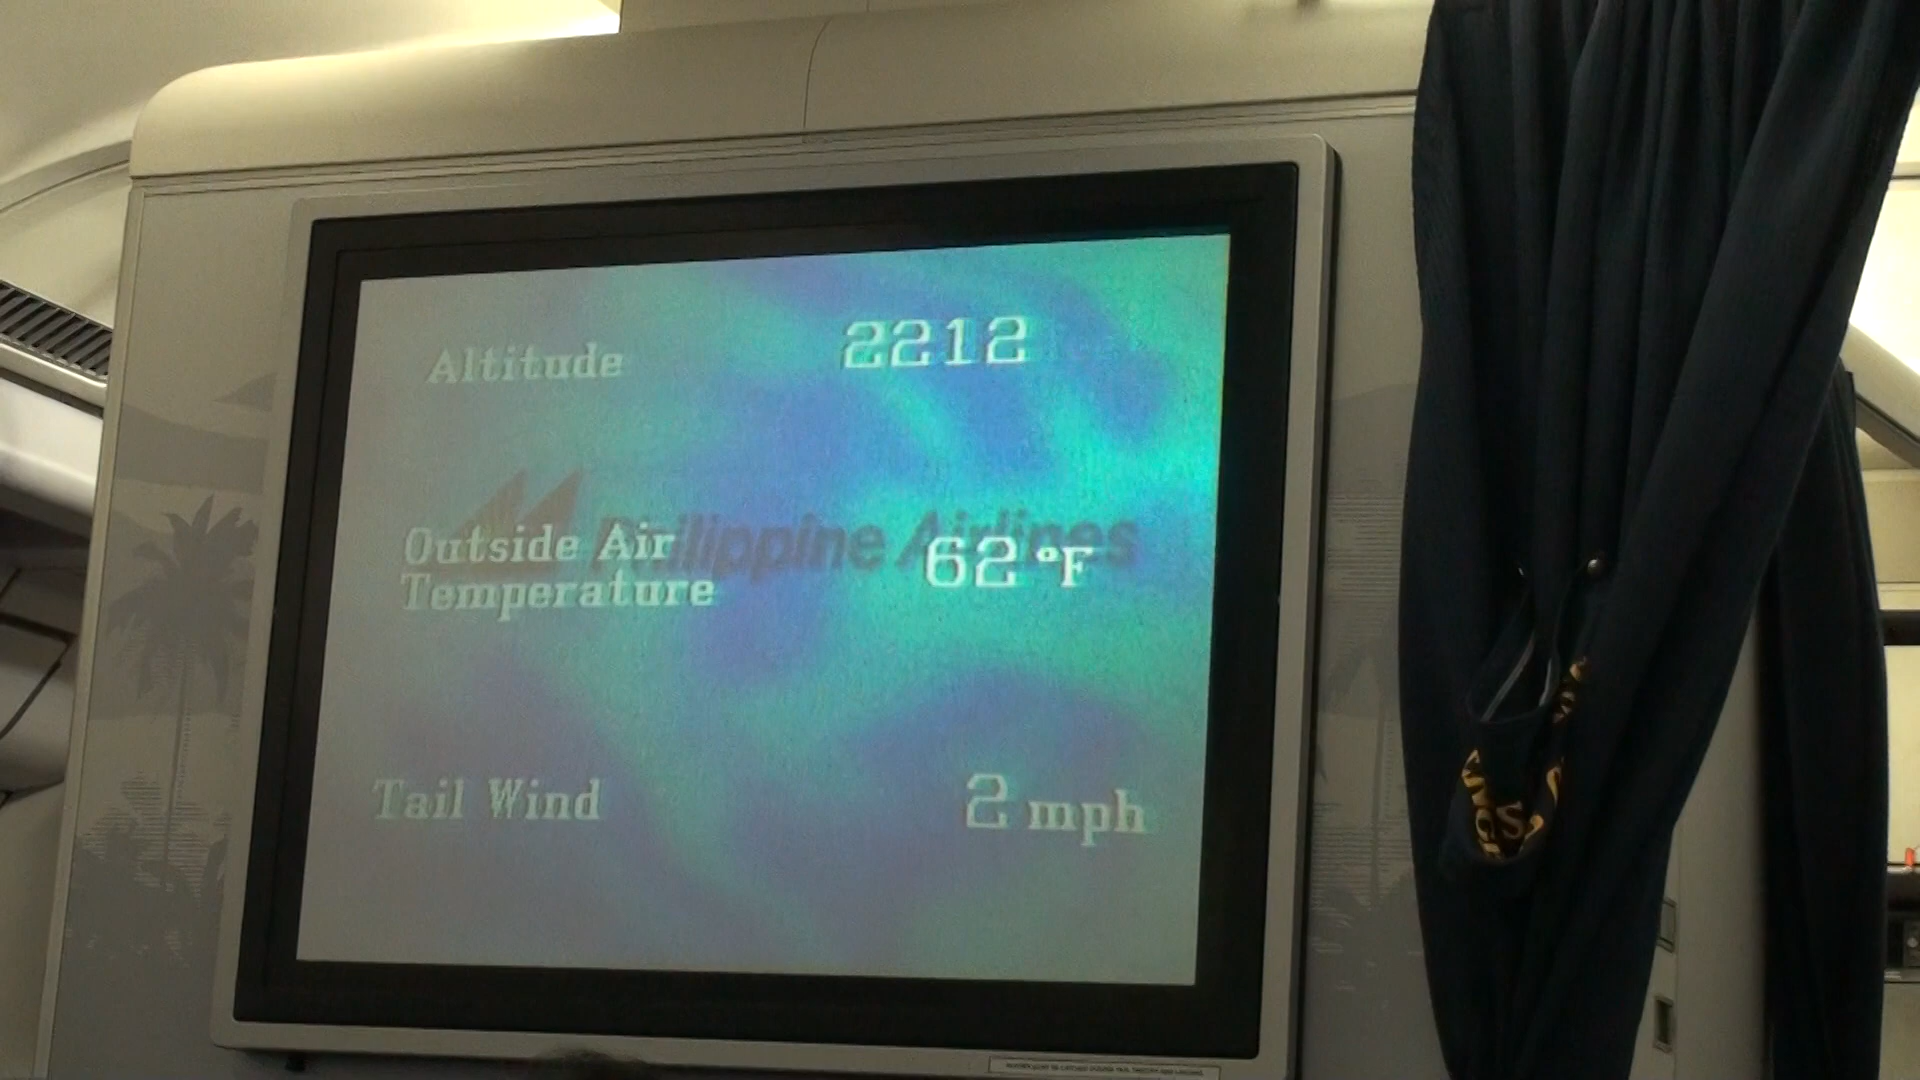 Altitude 2212
Philippine Airlines
Outside Air
Temperature 62 °F
Tail Wind 2 mph